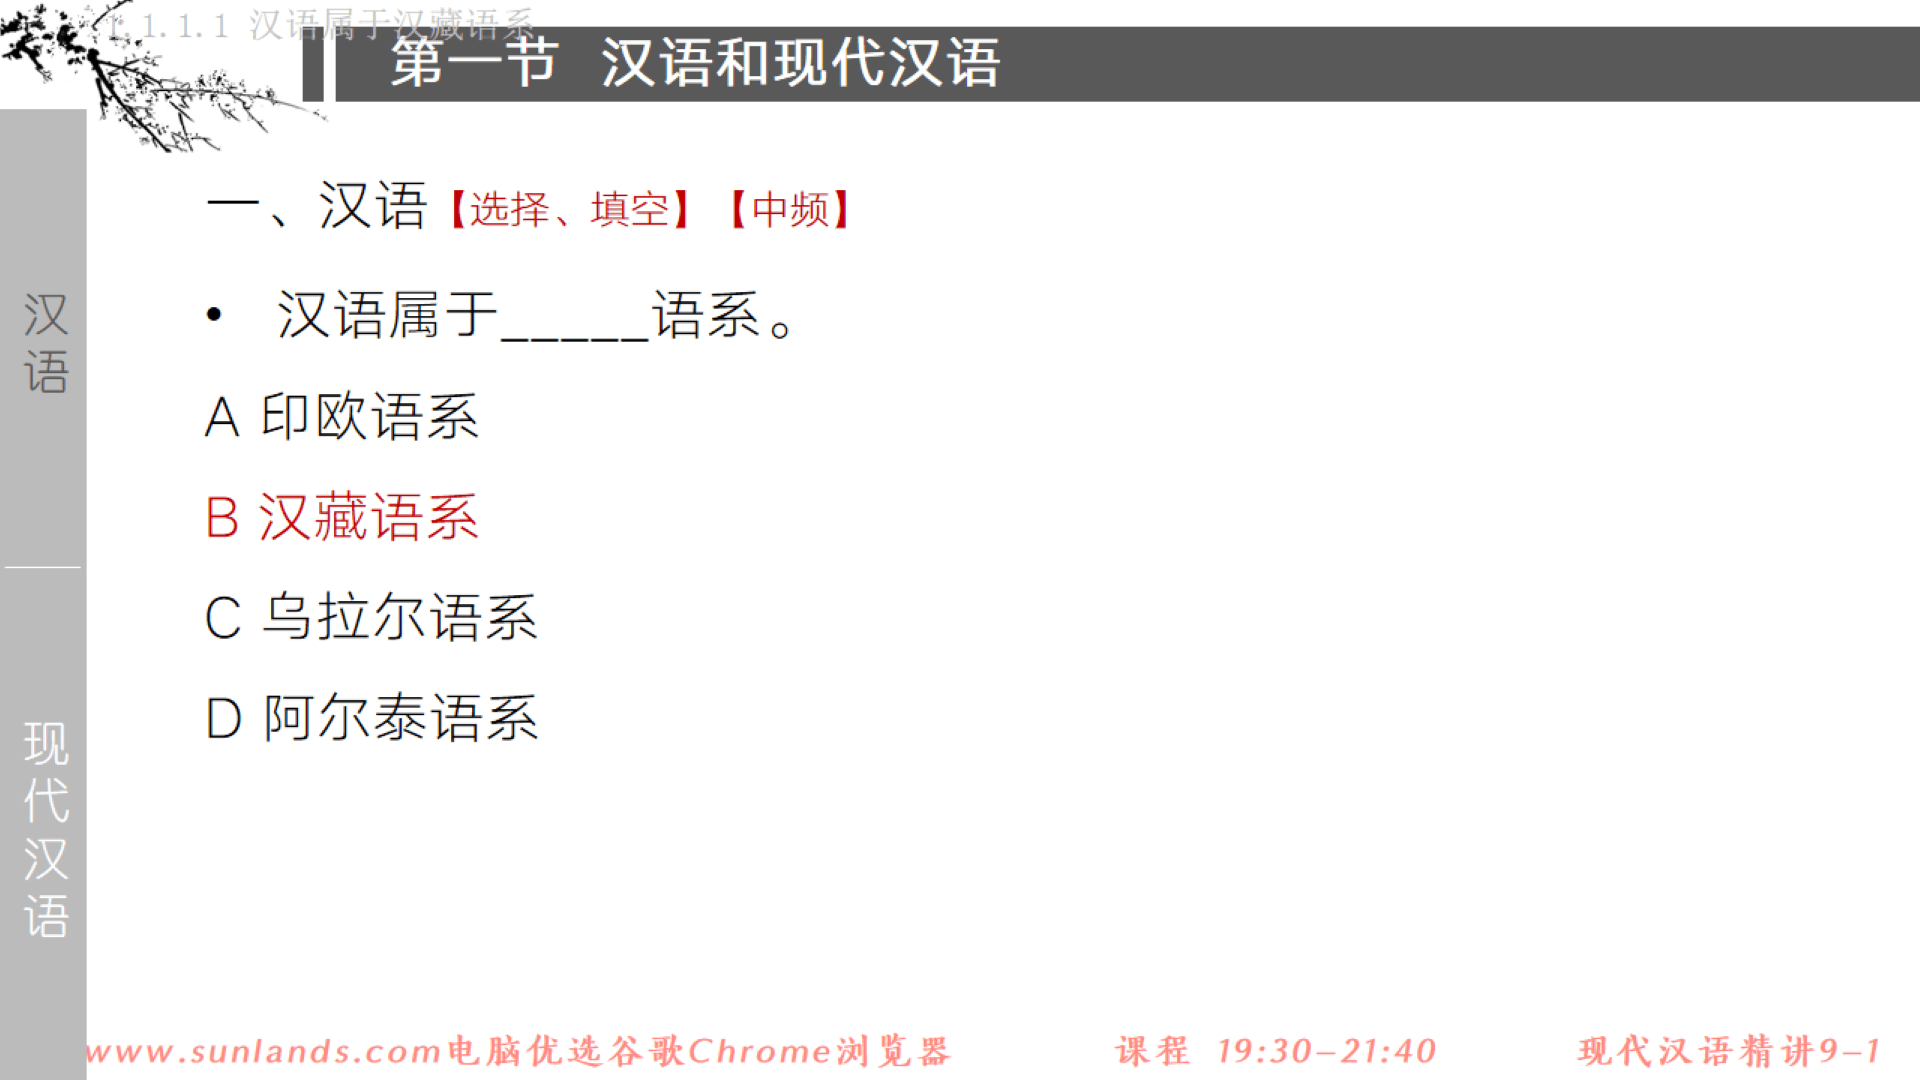 1.1.1.1 汉语属于汉藏语系
第一节 汉语和现代汉语
一、汉语【选择、填空】【中频】
• 汉语属于_____语系。
A 印欧语系
B 汉藏语系
C 乌拉尔语系
D 阿尔泰语系
汉语
现代汉语
www.sunlands.com电脑优选谷歌Chrome浏览器 课程 19:30-21:40 现代汉语精讲9-1